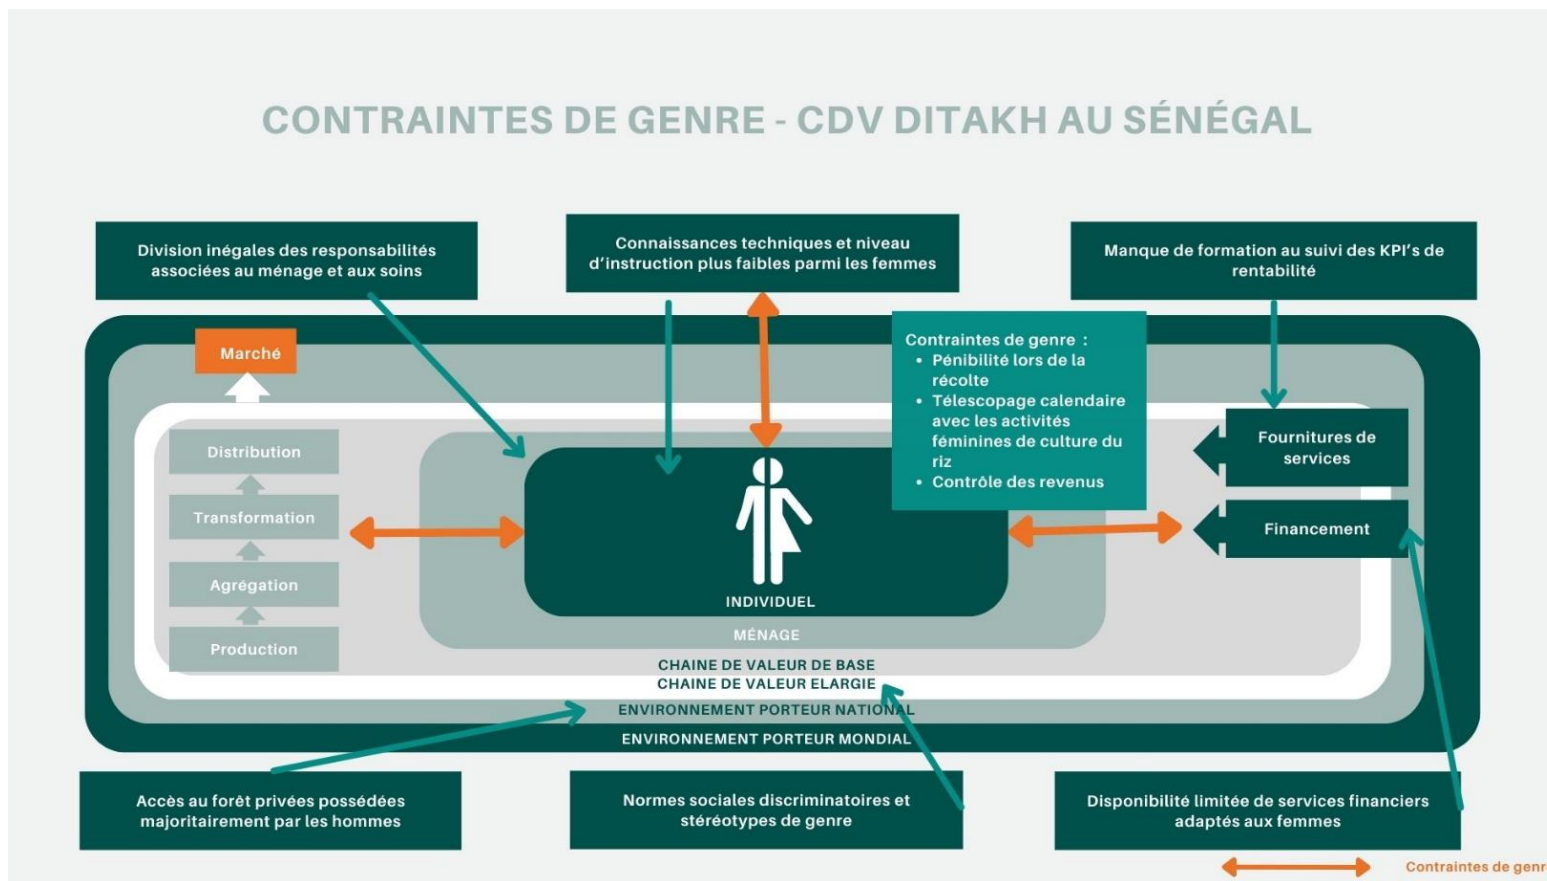 CONTRAINTES DE GENRE - CDV DITAKH AU SÉNÉGAL
Division inégales des responsabilités
associées au ménage et aux soins
Connaissances techniques et niveau
d'instruction plus faibles parmi les femmes
Manque de formation au suivi des KPI's de
rentabilité
Marché
Distribution
Transformation
Agrégation
Production
Contraintes de genre :
• Pénibilité lors de la
récolte
• Télescopage calendaire
avec les activités
féminines de culture du
riz
• Contrôle des revenus
Fournitures de
services
Financement
INDIVIDUEL
MÉNAGE
CHAINE DE VALEUR DE BASE
CHAINE DE VALEUR ELARGIE
ENVIRONNEMENT PORTEUR NATIONAL
ENVIRONNEMENT PORTEUR MONDIAL
Accès au forêt privées possédées
majoritairement par les hommes
Normes sociales discriminatoires et
stéréotypes de genre
Disponibilité limitée de services financiers
adaptés aux femmes
Contraintes de genr